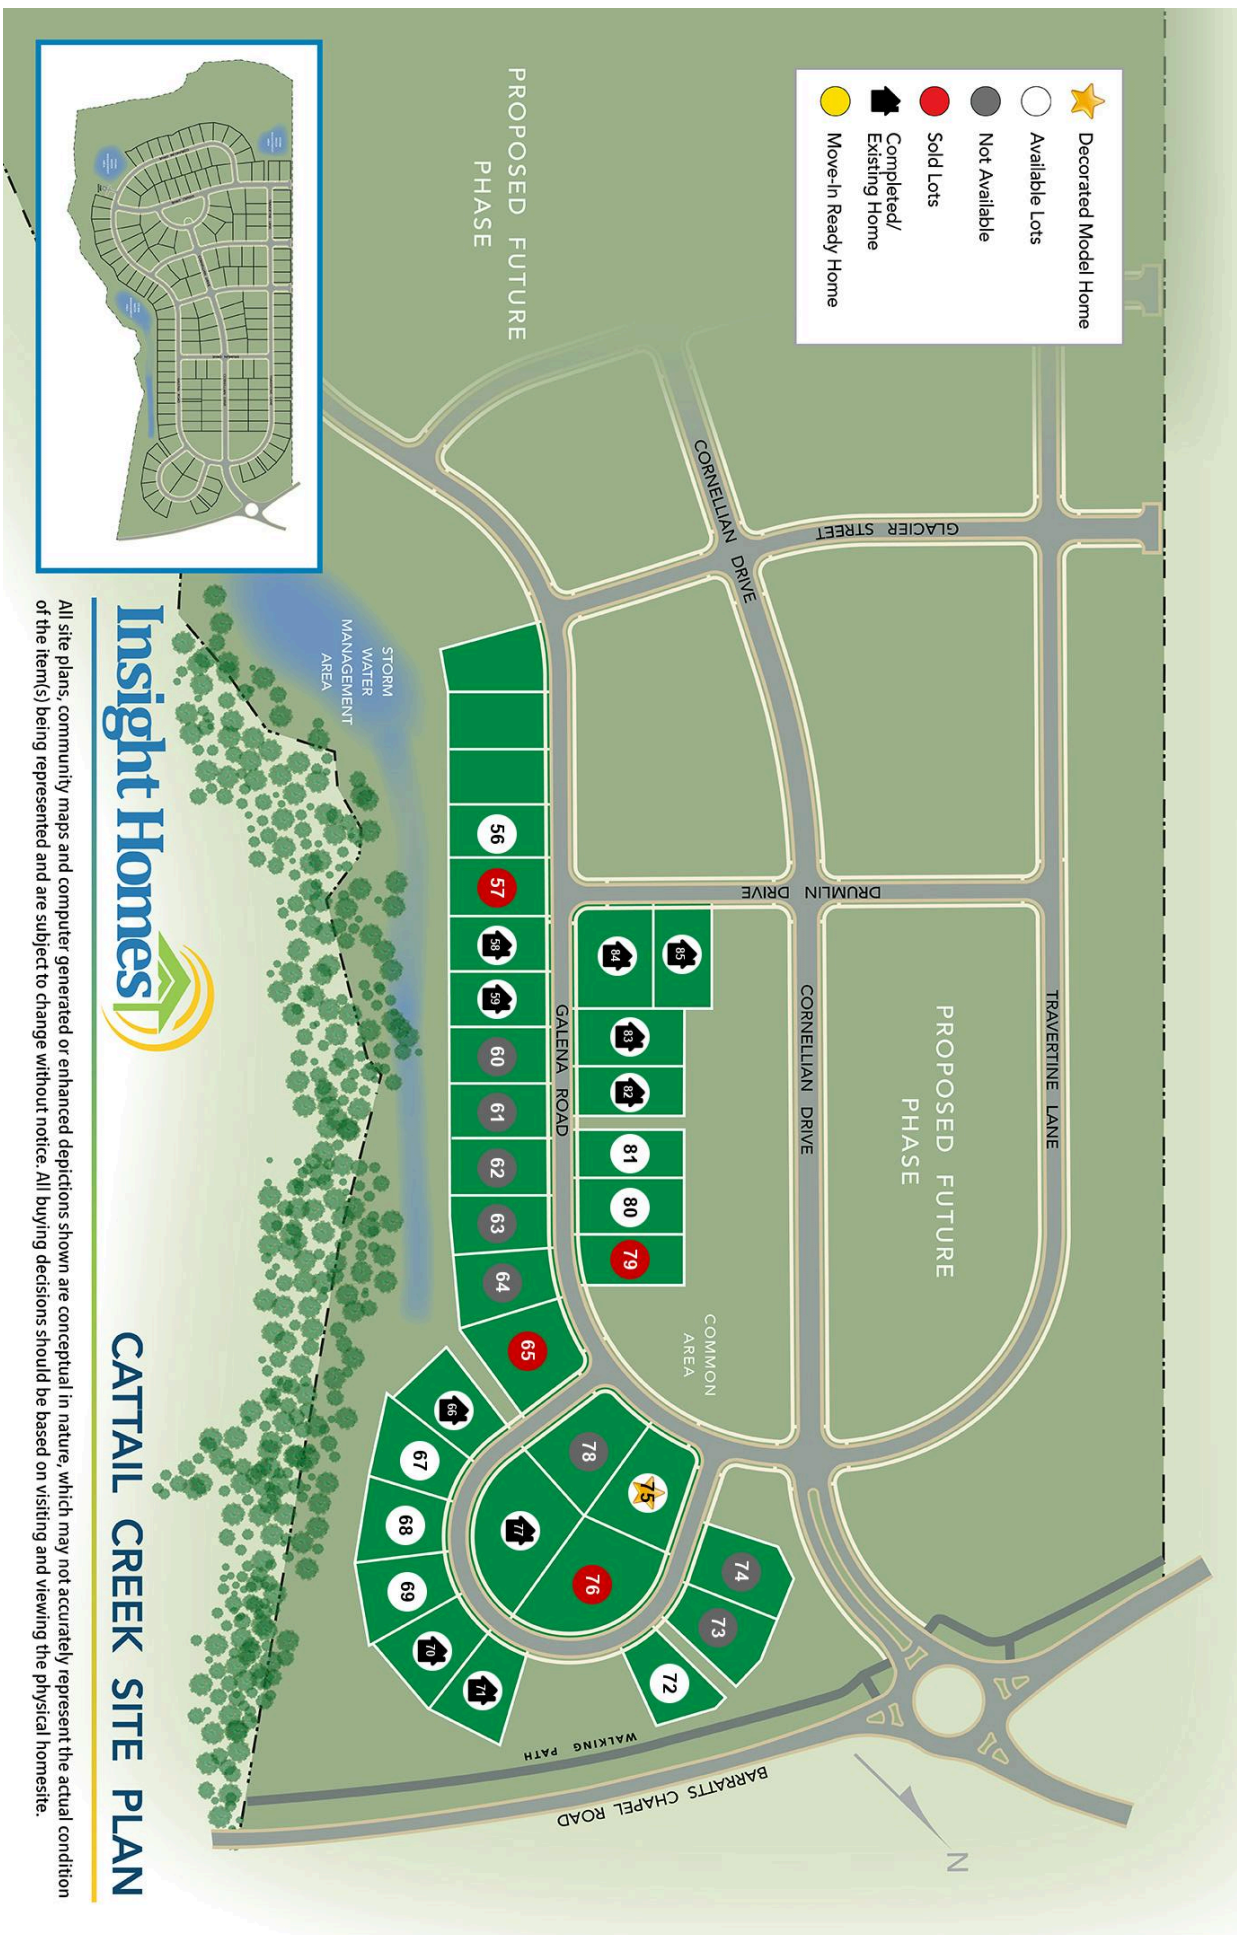 Decorated Model Home
Available Lots
Not Available
Sold Lots
Completed/
Existing Home
Move-In Ready Home
PROPOSED FUTURE
PHASE
GLACIER STREET
CORNELLIAN DRIVE
TRAVERTINE LANE
PROPOSED FUTURE
PHASE
DRUMLIN DRIVE
CORNELLIAN DRIVE
COMMON
AREA
GALENA ROAD
85
84
83
82
81
80
79
56
57
58
59
60
61
62
63
64
65
66
67
68
69
70
71
72
73
74
75
76
77
78
STORM
WATER
MANAGEMENT
AREA
WALKING PATH
BARRATTS CHAPEL ROAD
N
Insight Homes
CATTAIL CREEK SITE PLAN
All site plans, community maps and computer generated or enhanced depictions shown are conceptual in nature, which may not accurately represent the actual condition
of the item(s) being represented and are subject to change without notice. All buying decisions should be based on visiting and viewing the physical homesite.